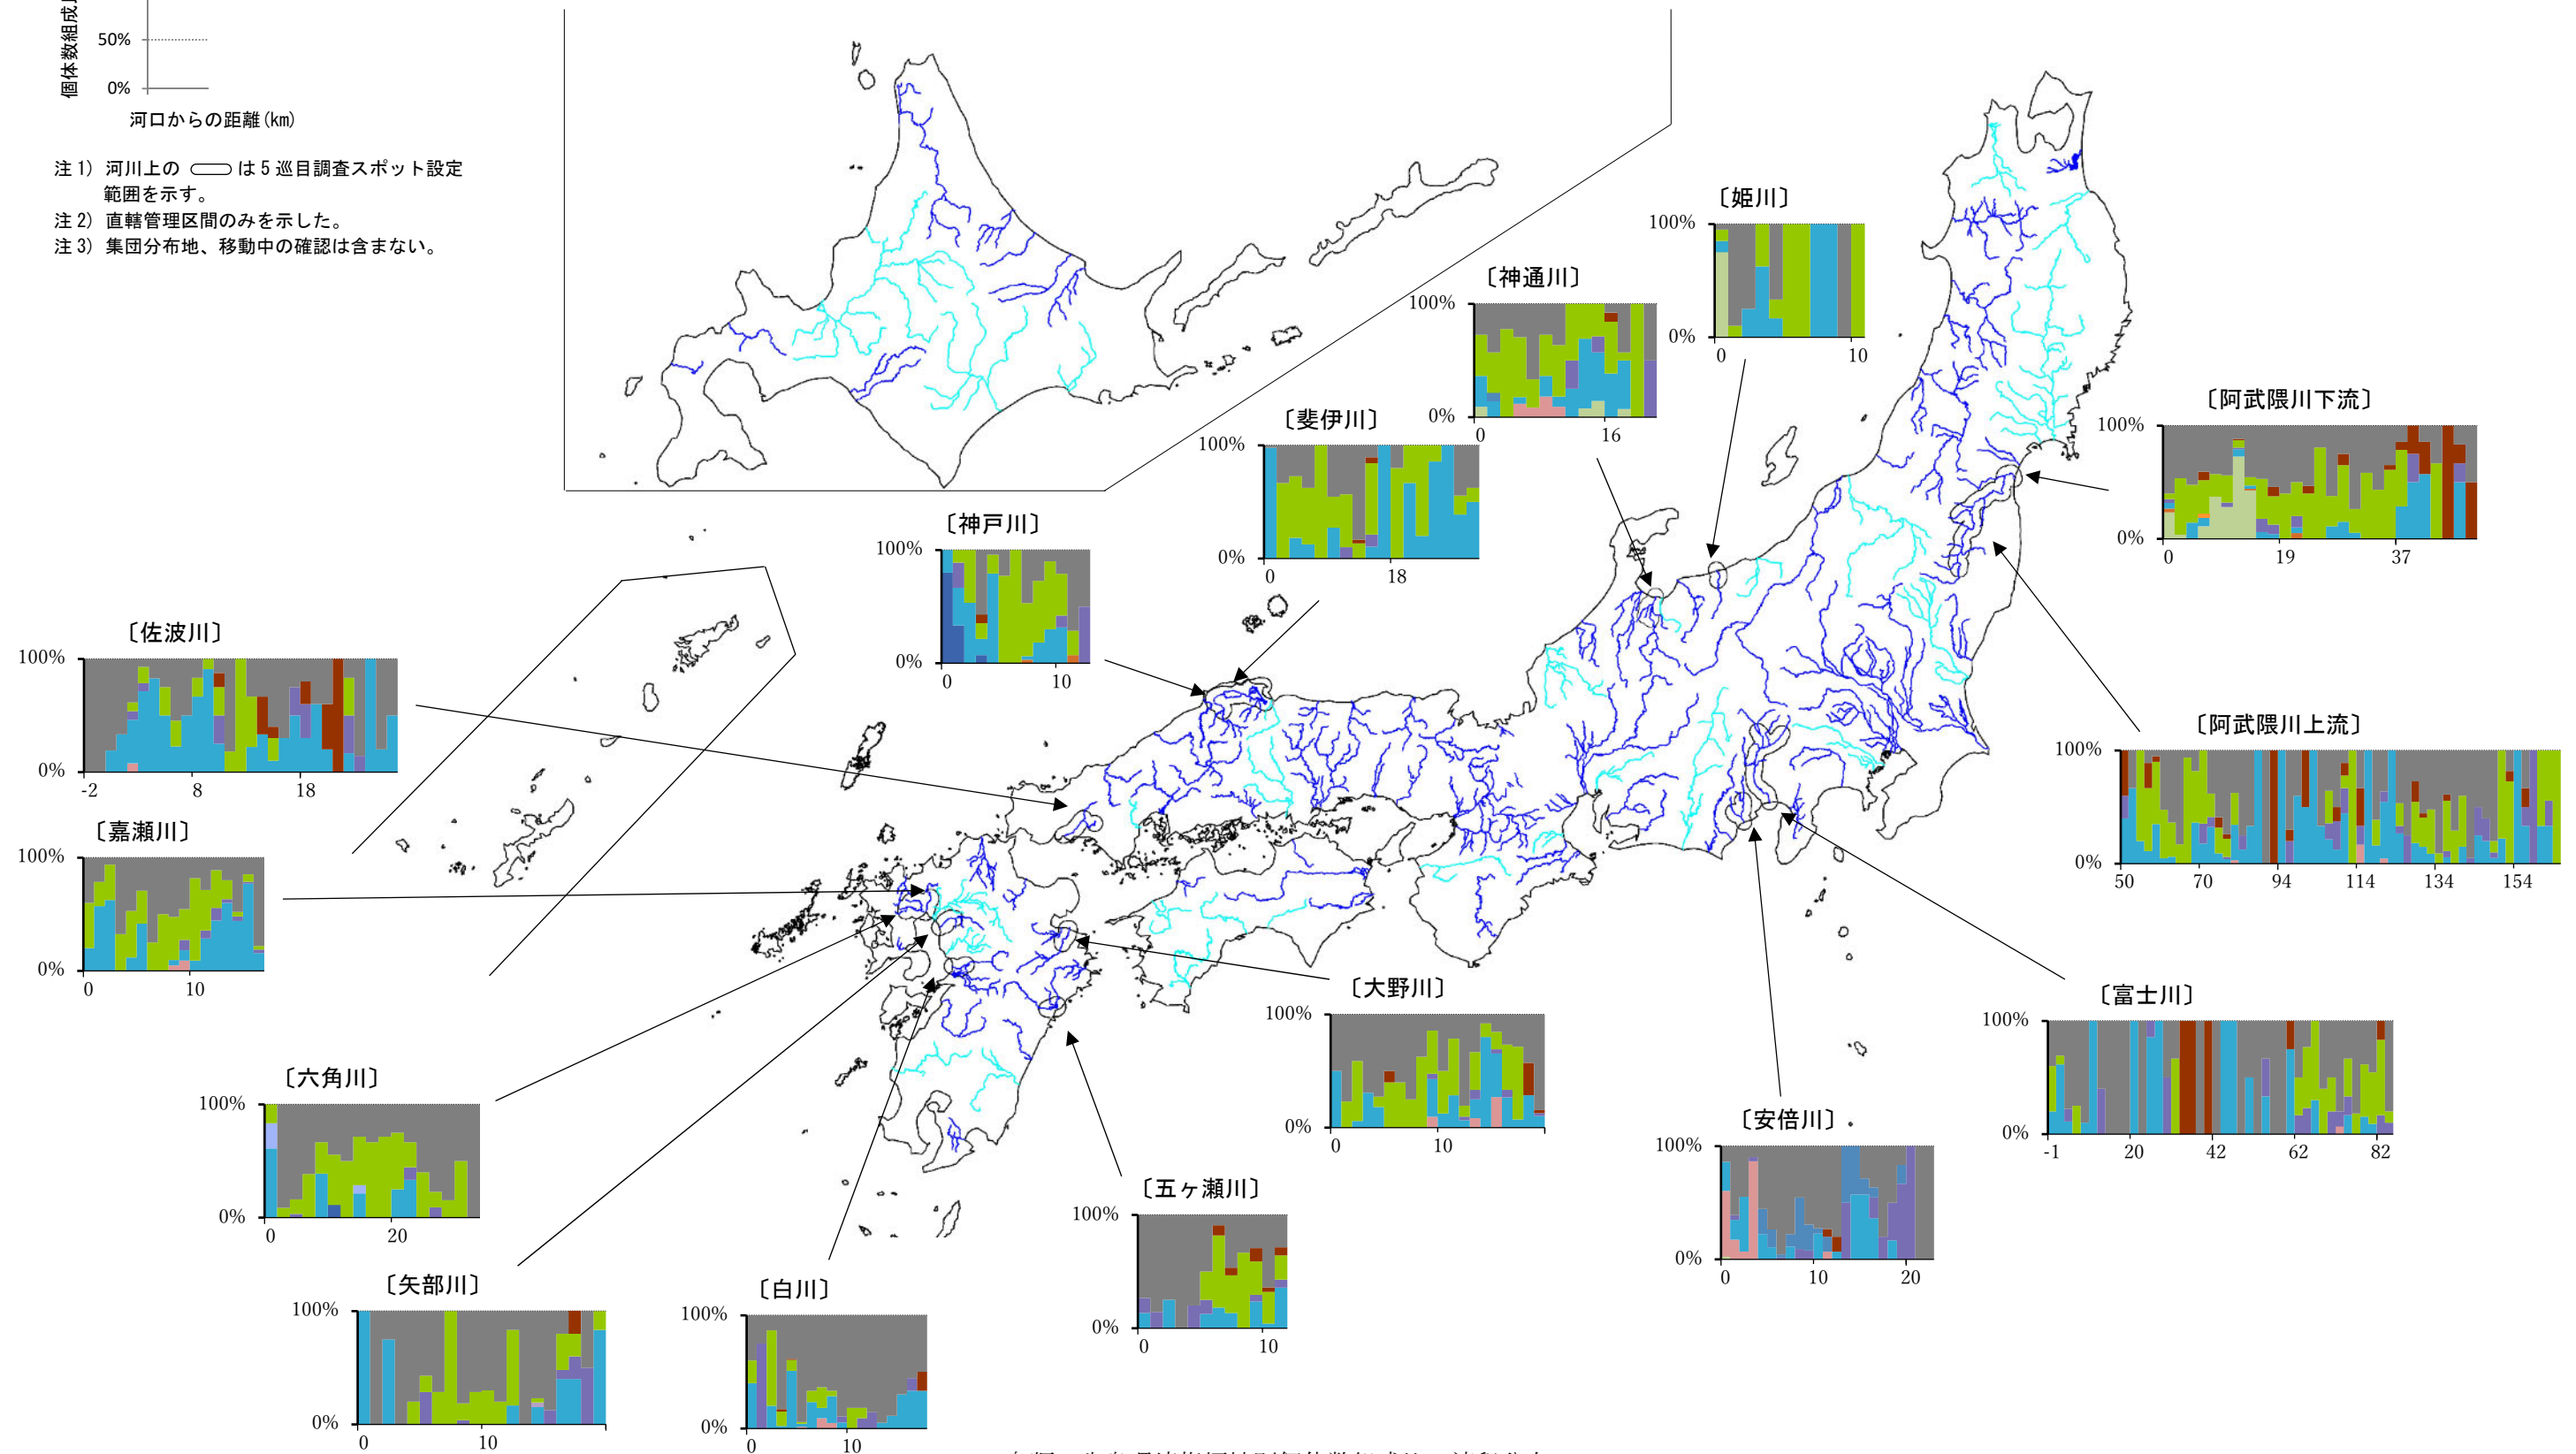 個体数組成
50%
0%
河口からの距離(km)
注 1) 河川上の は 5 巡目調査スポット設定
範囲を示す。
注 2) 直轄管理区間のみを示した。
注 3) 集団分布地、移動中の確認は含まない。
〔姫川〕
100%
0%
0 10
〔神通川〕
100%
0%
0 16
〔斐伊川〕
100%
0%
0 18
〔阿武隈川下流〕
100%
0%
0 19 37
〔神戸川〕
100%
0%
0 10
〔佐波川〕
100%
0%
-2 8 18
〔阿武隈川上流〕
100%
0%
50 70 94 114 134 154
〔嘉瀬川〕
100%
0%
0 10
〔大野川〕
100%
0%
0 10
〔富士川〕
100%
0%
-1 20 42 62 82
〔六角川〕
100%
0%
0 20
〔安倍川〕
100%
0%
0 10 20
〔五ヶ瀬川〕
100%
0%
0 10
〔矢部川〕
100%
0%
0 10
〔白川〕
100%
0%
0 10